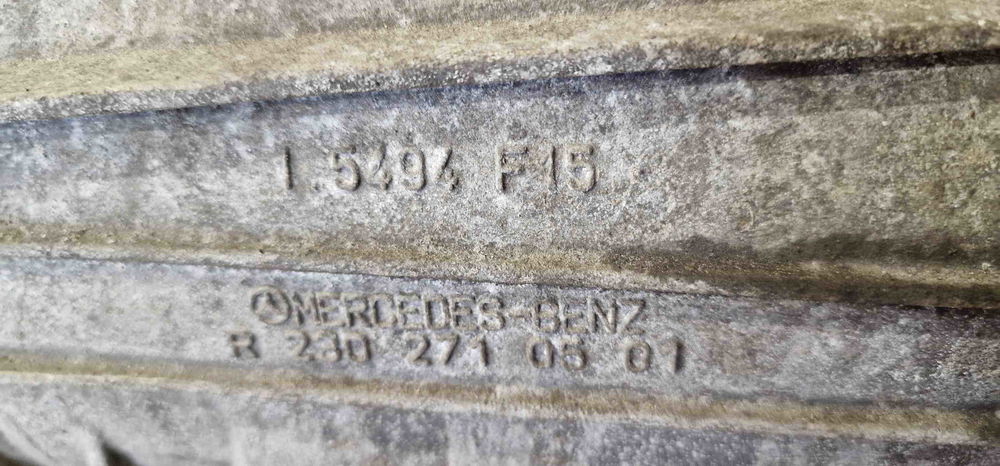 1.5494 F15
MERCEDES-BENZ
R 230 271 05 01